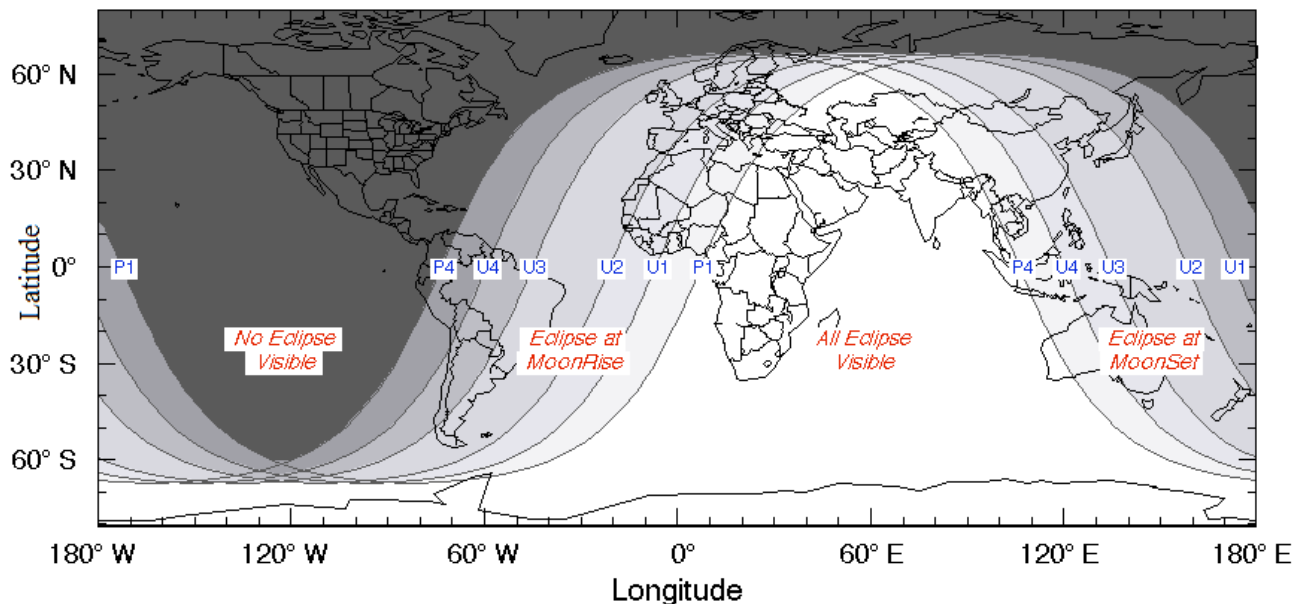 60° N
30° N
0°
30° S
60° S
Latitude
P1 P4 U4 U3 U2 U1 P1 P4 U4 U3 U2 U1
No Eclipse
Visible
Eclipse at
MoonRise
All Eclipse
Visible
Eclipse at
MoonSet
180° W 120° W 60° W 0° 60° E 120° E 180° E
Longitude